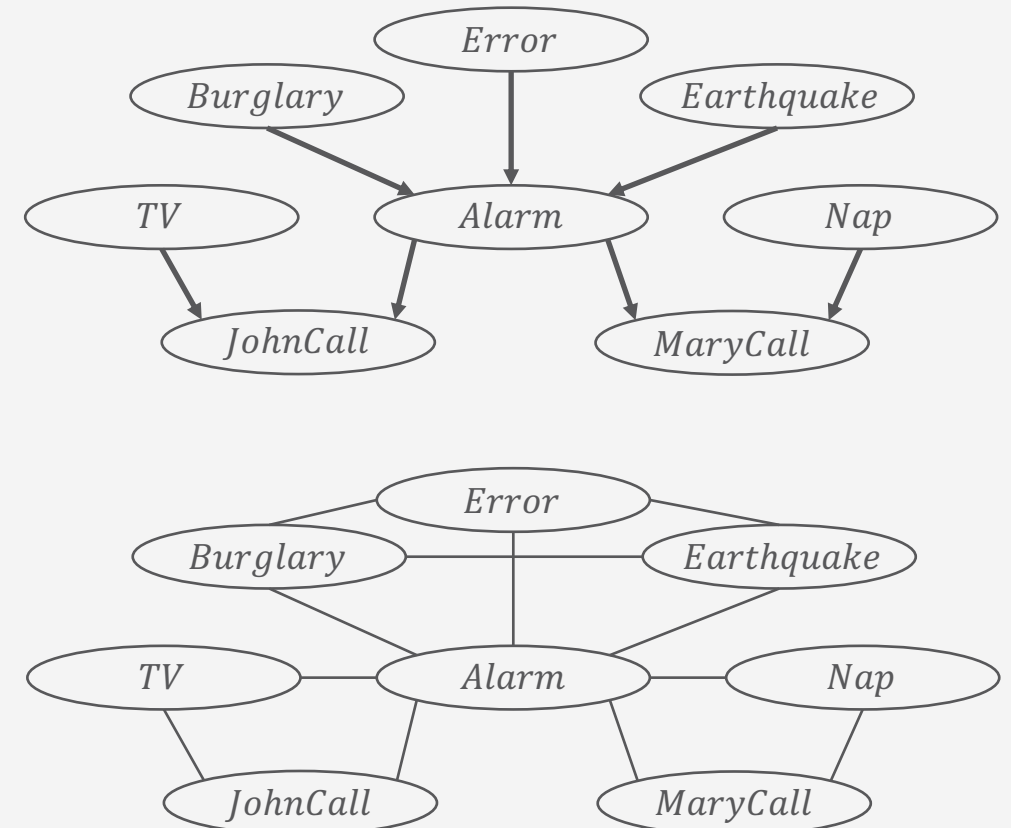 Error
Burglary
Earthquake
TV
Alarm
Nap
JohnCall
MaryCall
Error
Burglary
Earthquake
TV
Alarm
Nap
JohnCall
MaryCall